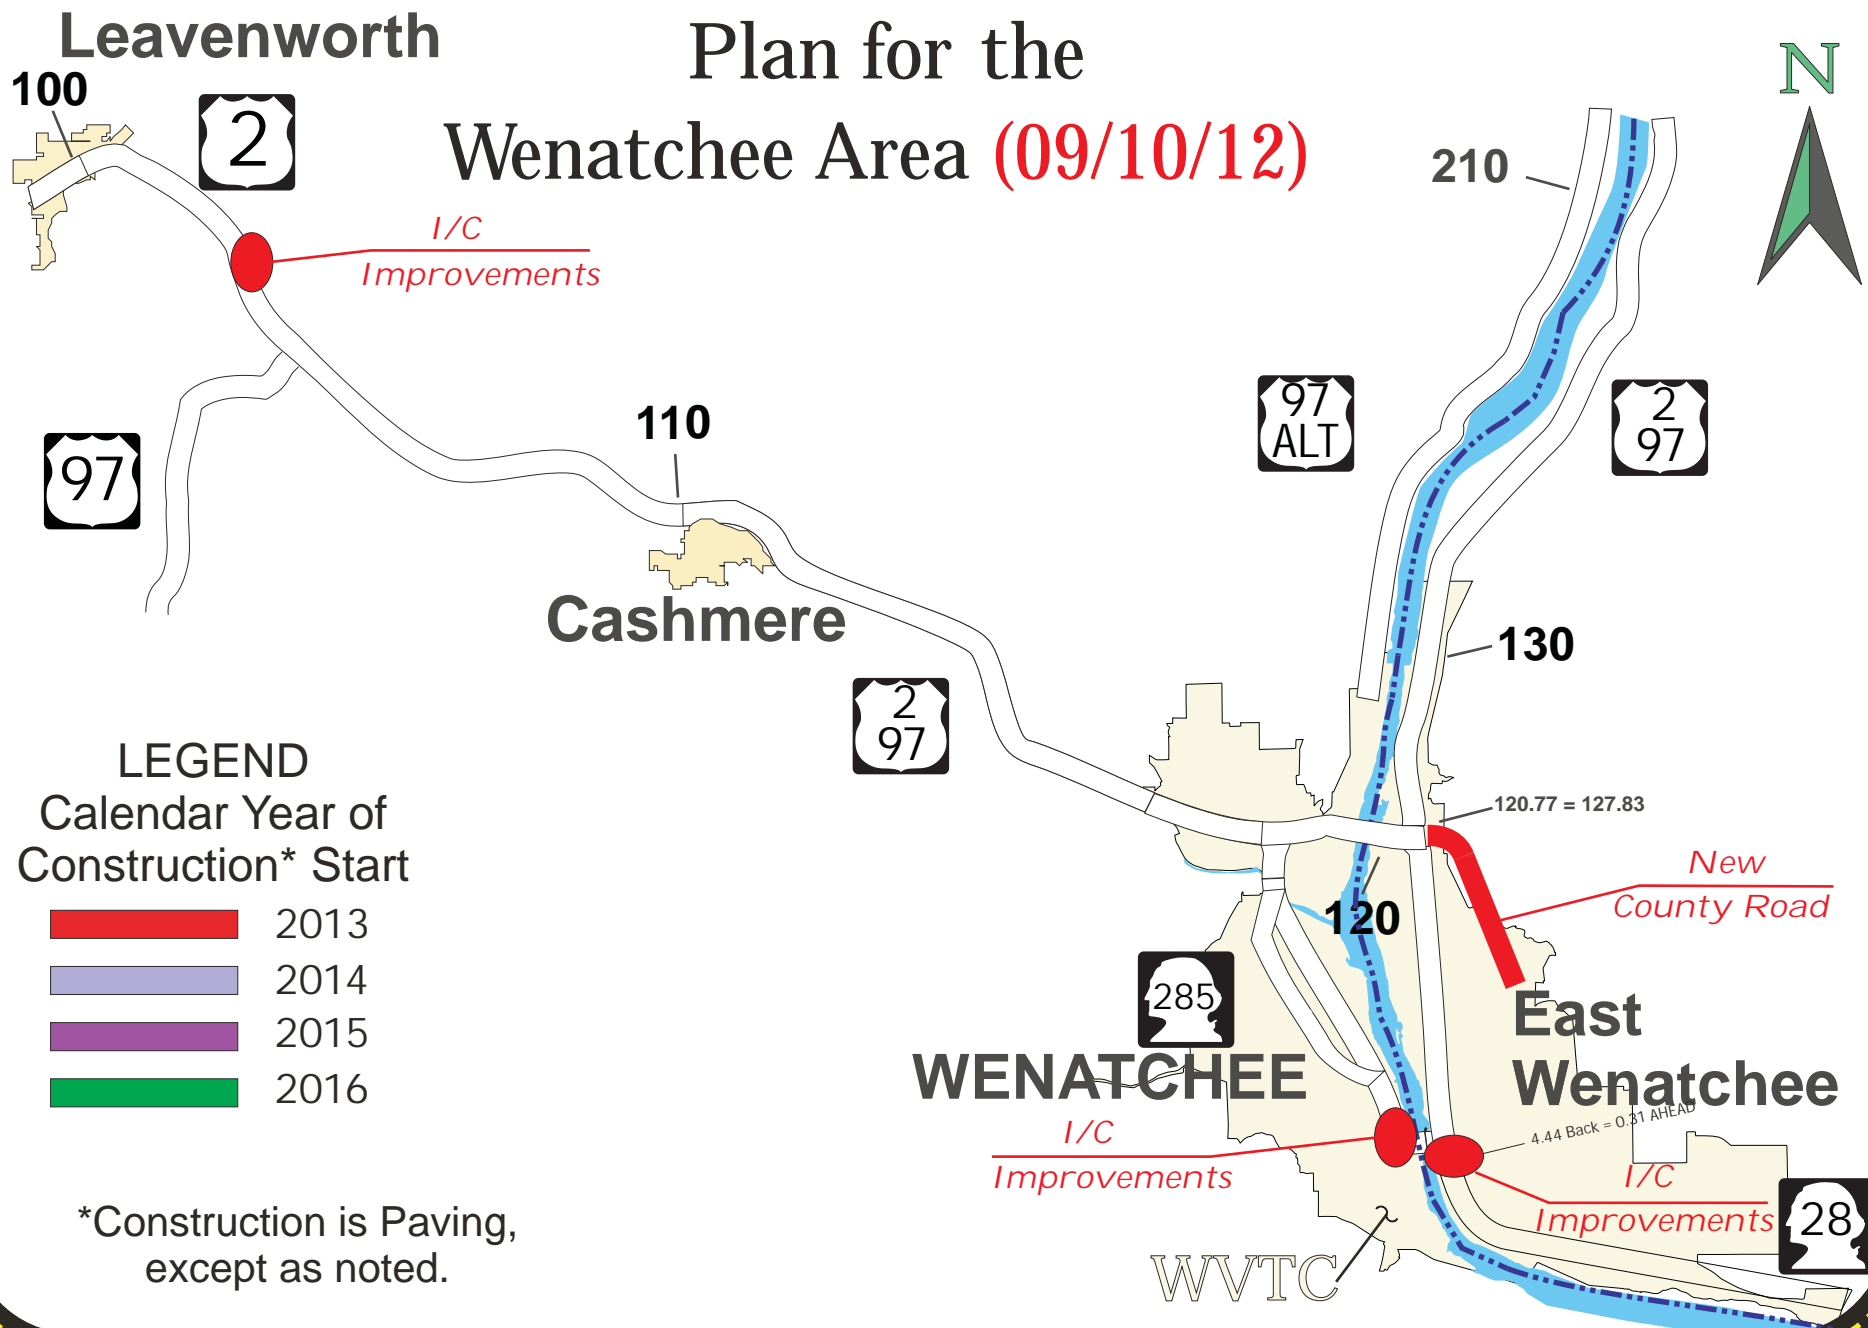 Plan for the
Wenatchee Area (09/10/12)
N
Leavenworth
100
2
I/C
Improvements
210
97
110
97
ALT
2
97
Cashmere
130
2
97
120.77 = 127.83
New
County Road
120
LEGEND
Calendar Year of
Construction* Start
2013
2014
2015
2016
285
East
Wenatchee
WENATCHEE
4.44 Back = 0.31 AHEAD
I/C
Improvements
I/C
Improvements
28
WVTC
*Construction is Paving,
except as noted.